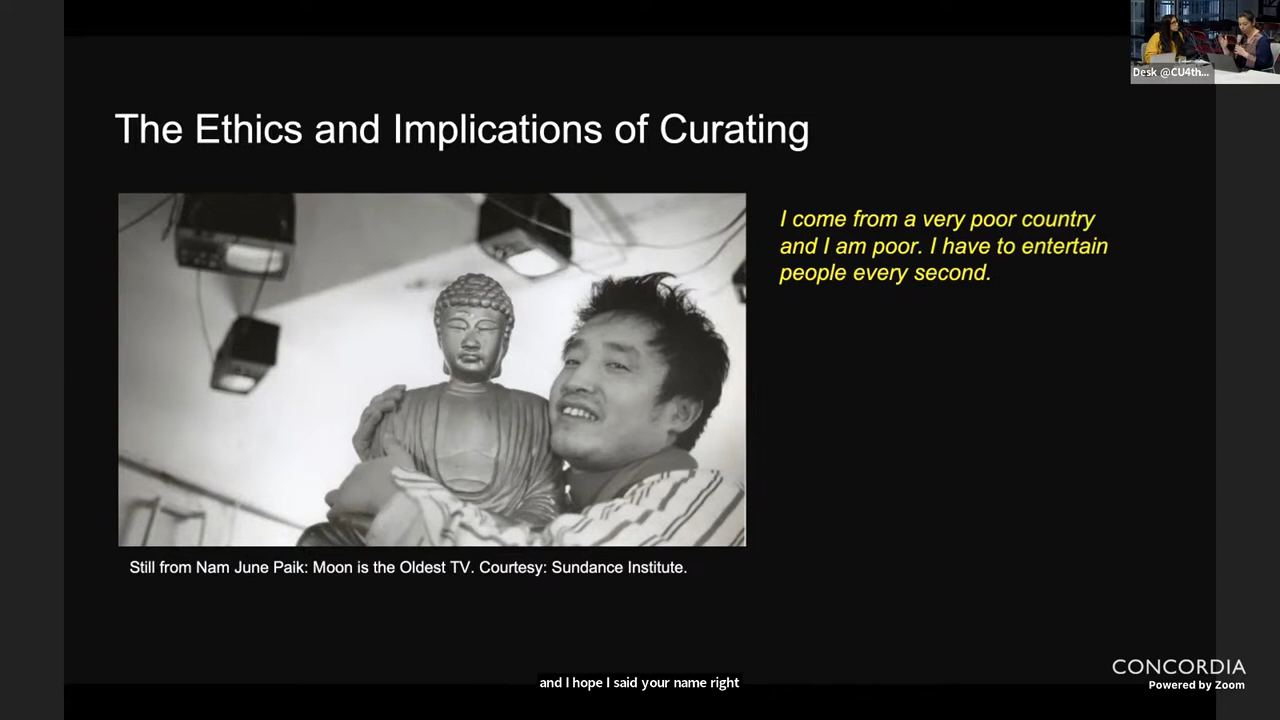 Desk @CU4th...
The Ethics and Implications of Curating
I come from a very poor country
and I am poor. I have to entertain
people every second.
Still from Nam June Paik: Moon is the Oldest TV. Courtesy: Sundance Institute.
CONCORDIA
Powered by Zoom
and I hope I said your name right